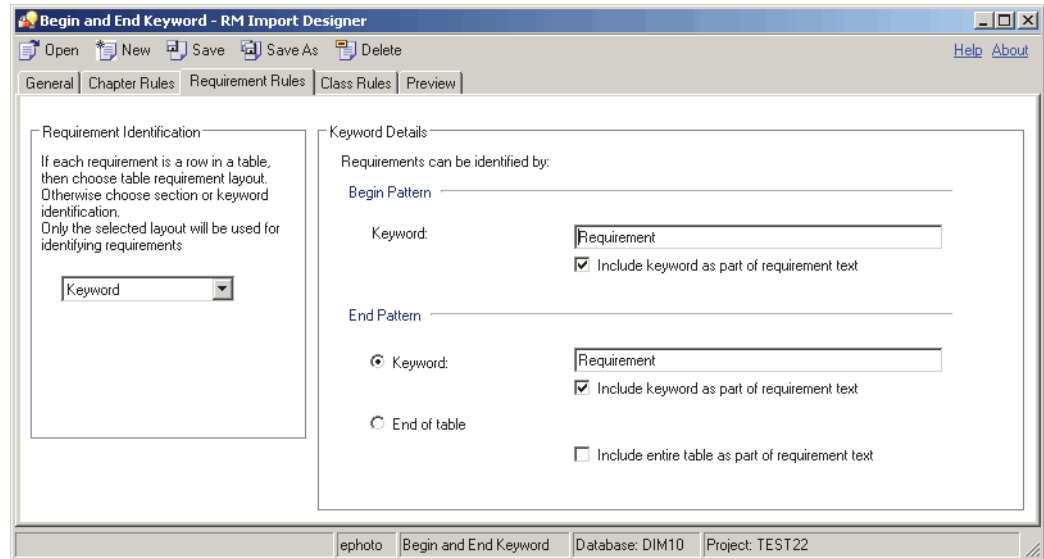 Begin and End Keyword - RM Import Designer
Open New Save Save As Delete Help About
General Chapter Rules Requirement Rules Class Rules Preview
Requirement Identification
If each requirement is a row in a table,
then choose table requirement layout.
Otherwise choose section or keyword
identification.
Only the selected layout will be used for
identifying requirements
Keyword
Keyword Details
Requirements can be identified by:
Begin Pattern
Keyword: Requirement
Include keyword as part of requirement text
End Pattern
Keyword: Requirement
Include keyword as part of requirement text
End of table
Include entire table as part of requirement text
ephoto Begin and End Keyword Database: DIM10 Project: TEST22